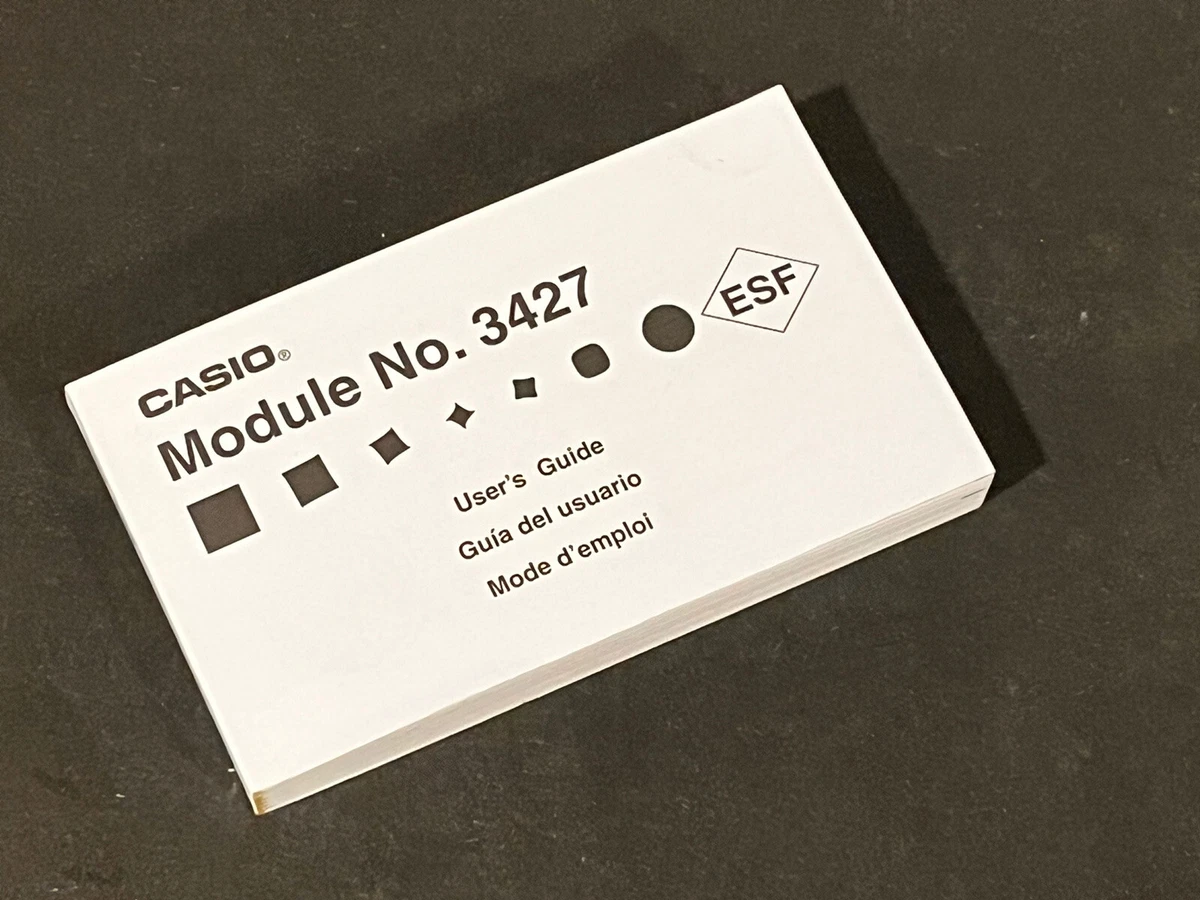 CASIO®
Module No. 3427
ESF
User's Guide
Guía del usuario
Mode d'emploi